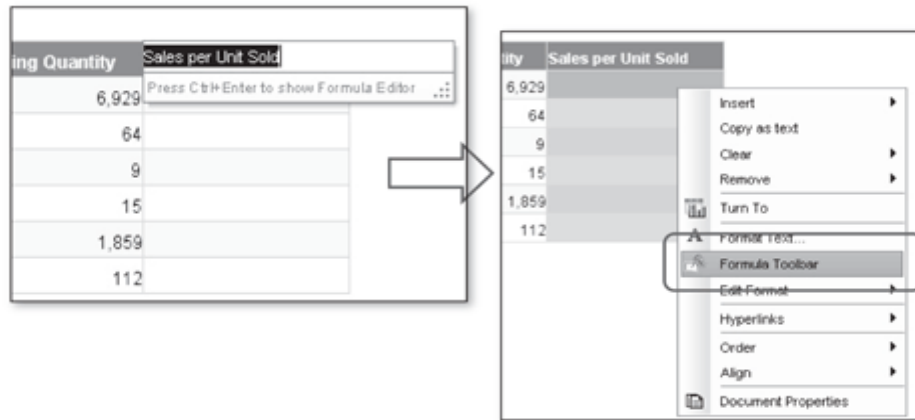 ing Quantity Sales per Unit Sold
Press Ctrl+Enter to show Formula Editor
6,929
64
9
15
1,859
112
tity Sales per Unit Sold
6,929
64
9
15
1,859
112
Insert
Copy as text
Clear
Remove
Turn To
Format Text...
Formula Toolbar
Edit Format
Hyperlinks
Order
Align
Document Properties